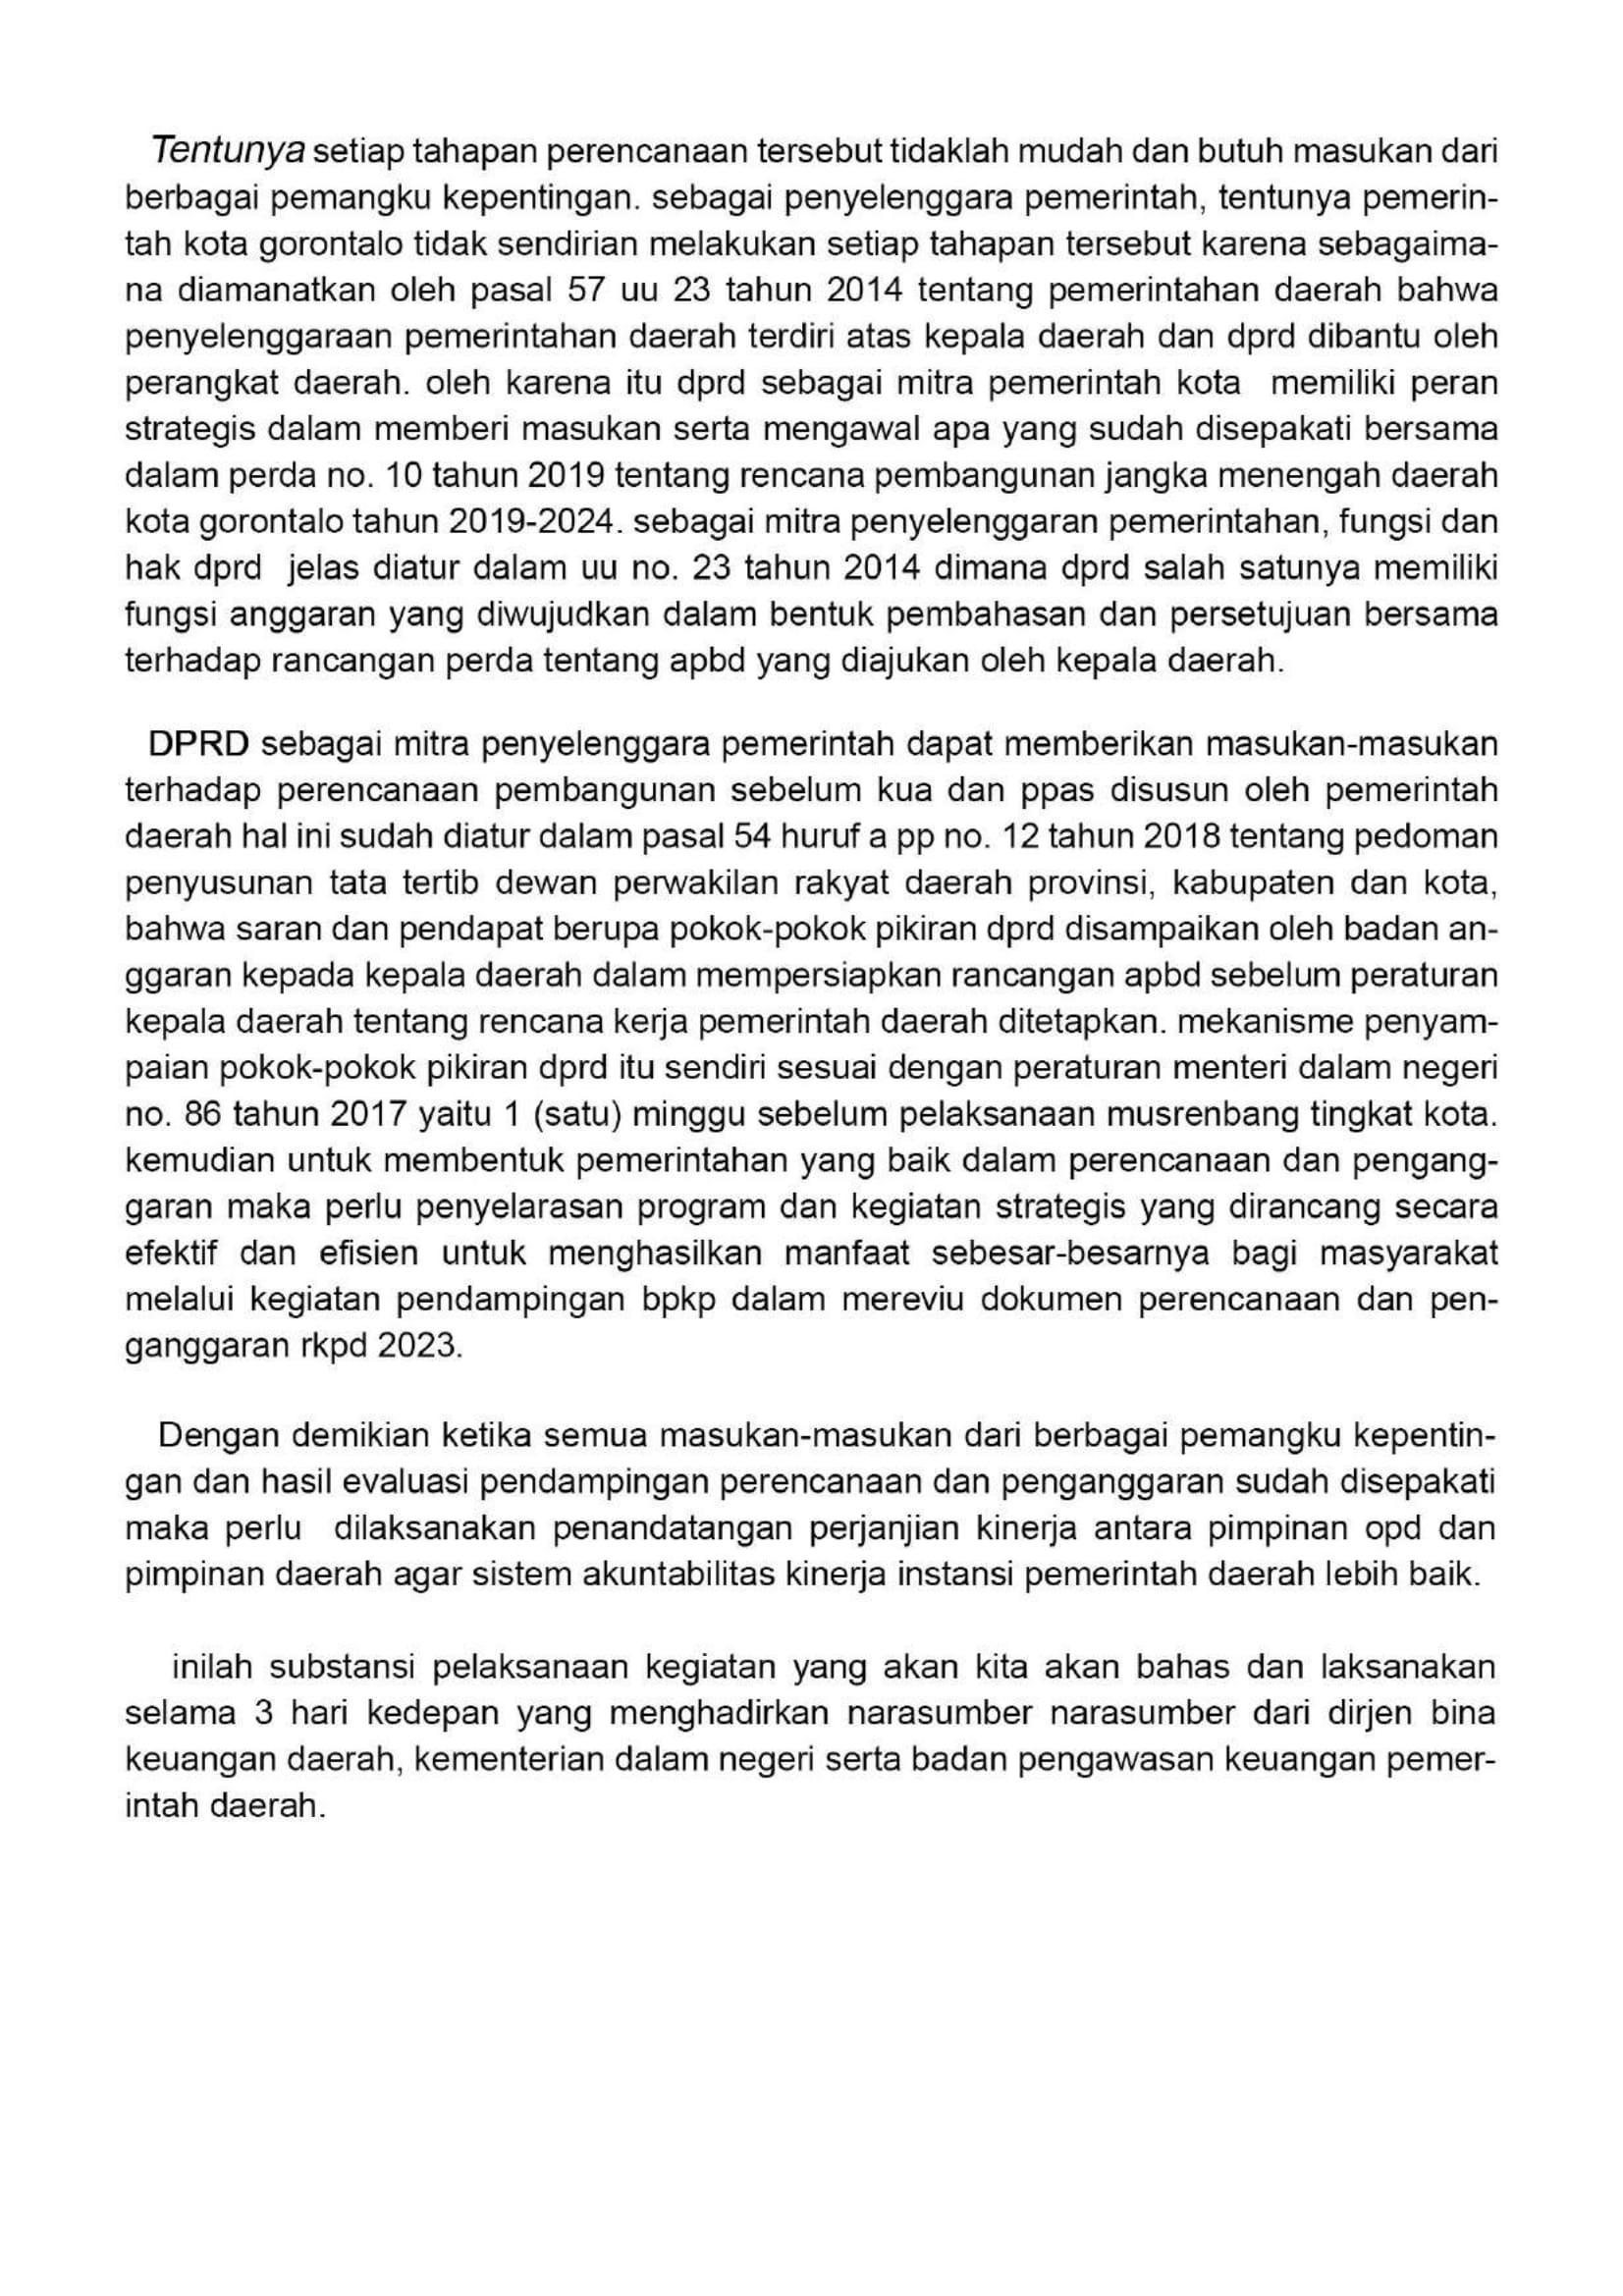 Tentunya setiap tahapan perencanaan tersebut tidaklah mudah dan butuh masukan dari
berbagai pemangku kepentingan. sebagai penyelenggara pemerintah, tentunya pemerin-
tah kota gorontalo tidak sendirian melakukan setiap tahapan tersebut karena sebagaima-
na diamanatkan oleh pasal 57 uu 23 tahun 2014 tentang pemerintahan daerah bahwa
penyelenggaraan pemerintahan daerah terdiri atas kepala daerah dan dprd dibantu oleh
perangkat daerah. oleh karena itu dprd sebagai mitra pemerintah kota  memiliki peran
strategis dalam memberi masukan serta mengawal apa yang sudah disepakati bersama
dalam perda no. 10 tahun 2019 tentang rencana pembangunan jangka menengah daerah
kota gorontalo tahun 2019-2024. sebagai mitra penyelenggaran pemerintahan, fungsi dan
hak dprd  jelas diatur dalam uu no. 23 tahun 2014 dimana dprd salah satunya memiliki
fungsi anggaran yang diwujudkan dalam bentuk pembahasan dan persetujuan bersama
terhadap rancangan perda tentang apbd yang diajukan oleh kepala daerah.

DPRD sebagai mitra penyelenggara pemerintah dapat memberikan masukan-masukan
terhadap perencanaan pembangunan sebelum kua dan ppas disusun oleh pemerintah
daerah hal ini sudah diatur dalam pasal 54 huruf a pp no. 12 tahun 2018 tentang pedoman
penyusunan tata tertib dewan perwakilan rakyat daerah provinsi, kabupaten dan kota,
bahwa saran dan pendapat berupa pokok-pokok pikiran dprd disampaikan oleh badan an-
ggaran kepada kepala daerah dalam mempersiapkan rancangan apbd sebelum peraturan
kepala daerah tentang rencana kerja pemerintah daerah ditetapkan. mekanisme penyam-
paian pokok-pokok pikiran dprd itu sendiri sesuai dengan peraturan menteri dalam negeri
no. 86 tahun 2017 yaitu 1 (satu) minggu sebelum pelaksanaan musrenbang tingkat kota.
kemudian untuk membentuk pemerintahan yang baik dalam perencanaan dan pengang-
garan maka perlu penyelarasan program dan kegiatan strategis yang dirancang secara
efektif dan efisien untuk menghasilkan manfaat sebesar-besarnya bagi masyarakat
melalui kegiatan pendampingan bpkp dalam mereviu dokumen perencanaan dan pen-
ganggaran rkpd 2023.

Dengan demikian ketika semua masukan-masukan dari berbagai pemangku kepentin-
gan dan hasil evaluasi pendampingan perencanaan dan penganggaran sudah disepakati
maka perlu  dilaksanakan penandatangan perjanjian kinerja antara pimpinan opd dan
pimpinan daerah agar sistem akuntabilitas kinerja instansi pemerintah daerah lebih baik.

inilah substansi pelaksanaan kegiatan yang akan kita akan bahas dan laksanakan
selama 3 hari kedepan yang menghadirkan narasumber narasumber dari dirjen bina
keuangan daerah, kementerian dalam negeri serta badan pengawasan keuangan pemer-
intah daerah.